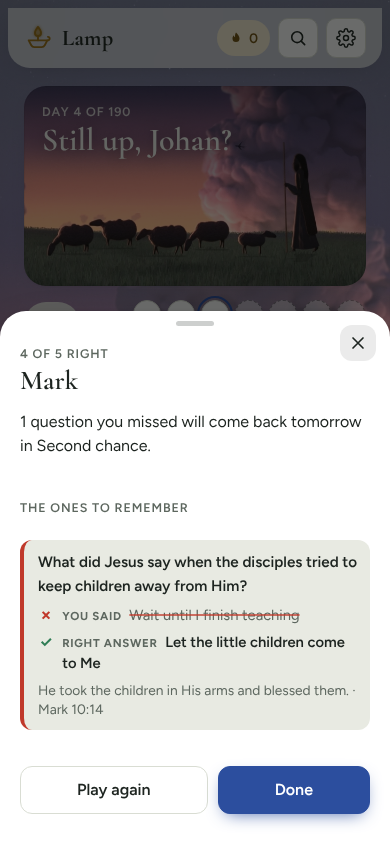 Lamp
0
DAY 4 OF 190
Still up, Johan?
4 OF 5 RIGHT
Mark
1 question you missed will come back tomorrow
in Second chance.
THE ONES TO REMEMBER
What did Jesus say when the disciples tried to
keep children away from Him?
YOU SAID Wait until I finish teaching
RIGHT ANSWER Let the little children come
to Me
He took the children in His arms and blessed them. ·
Mark 10:14
Play again
Done